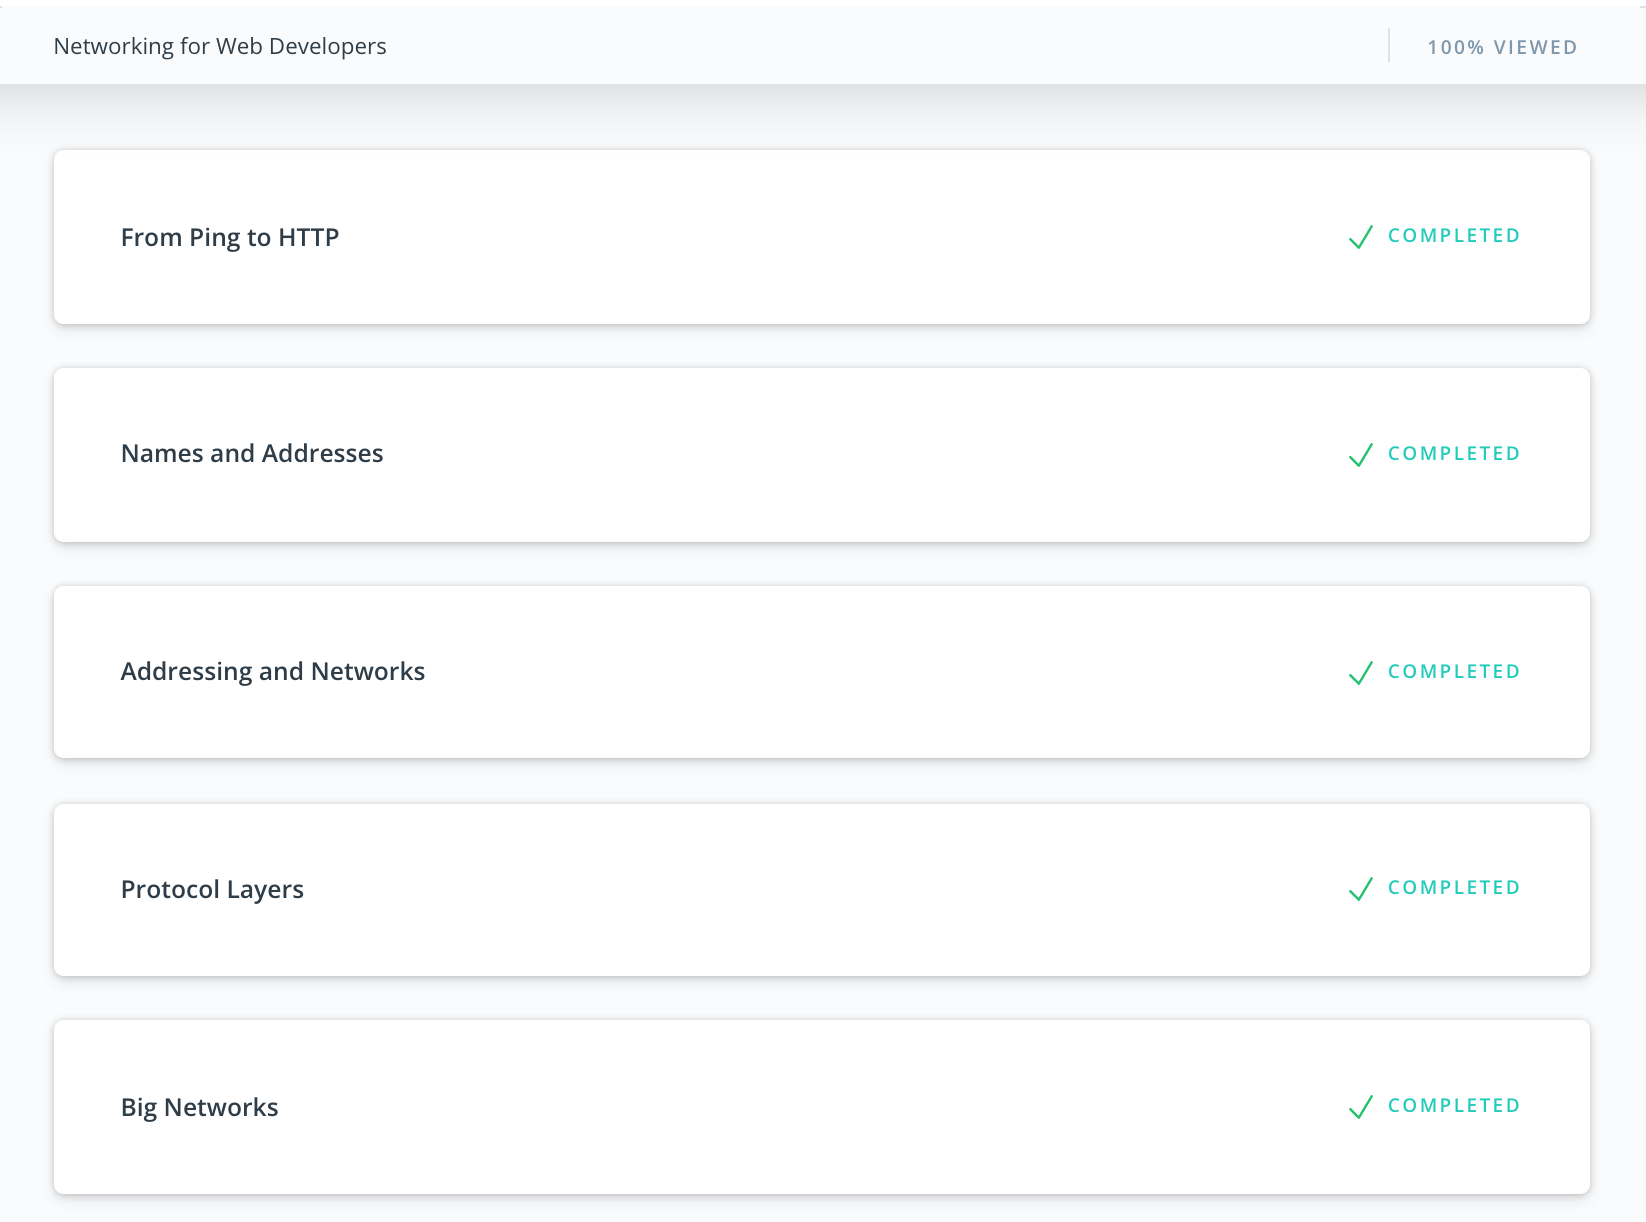 Networking for Web Developers
100% VIEWED
From Ping to HTTP
COMPLETED
Names and Addresses
COMPLETED
Addressing and Networks
COMPLETED
Protocol Layers
COMPLETED
Big Networks
COMPLETED